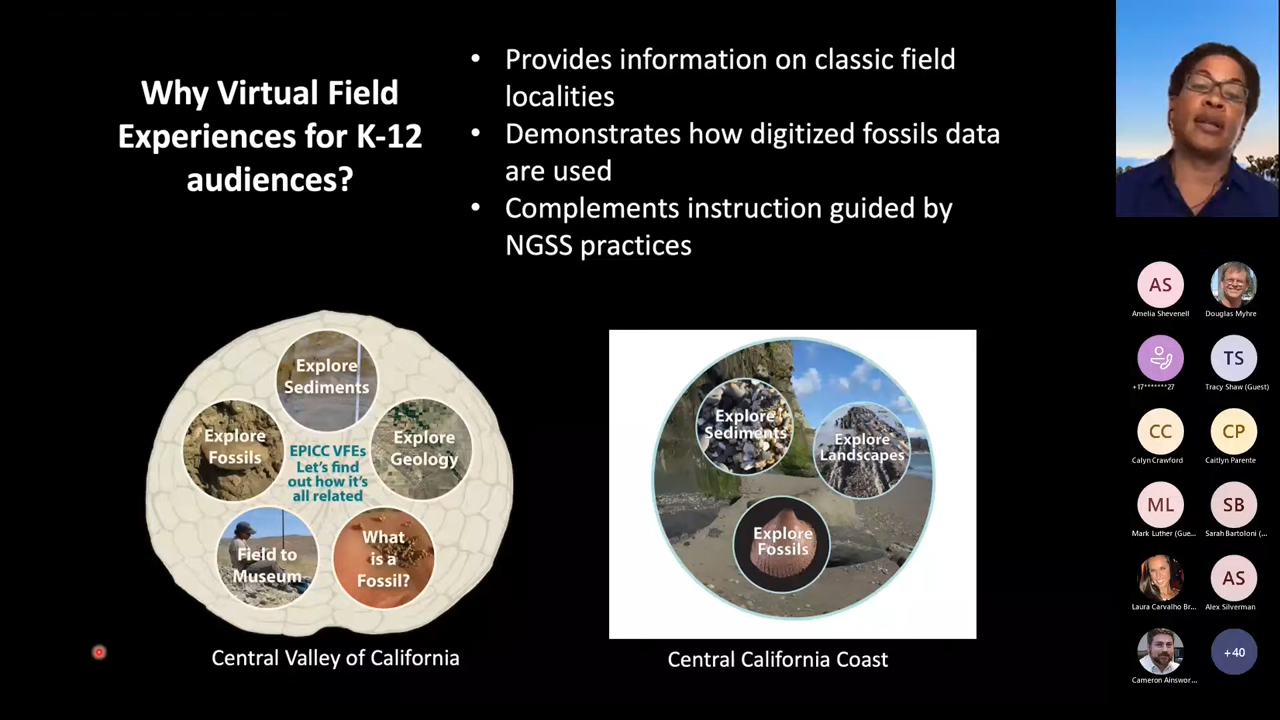 Why Virtual Field
Experiences for K-12
audiences?
• Provides information on classic field
localities
• Demonstrates how digitized fossils data
are used
• Complements instruction guided by
NGSS practices
Explore
Sediments
Explore
Fossils
Explore
Geology
EPICC VFEs
Let's find
out how it's
all related
Field to
Museum
What
is a
Fossil?
Central Valley of California
Explore
Sediments
Explore
Landscapes
Explore
Fossils
Central California Coast
AS
Amelia Shevenell
Douglas Myhre
+17*******27
TS
Tracy Shaw (Guest)
CC
Calyn Crawford
CP
Caitlyn Parente
ML
Mark Luther (Gue...
SB
Sarah Bartoloni (...
Laura Carvalho Br...
AS
Alex Silverman
Cameron Ainswor...
+40